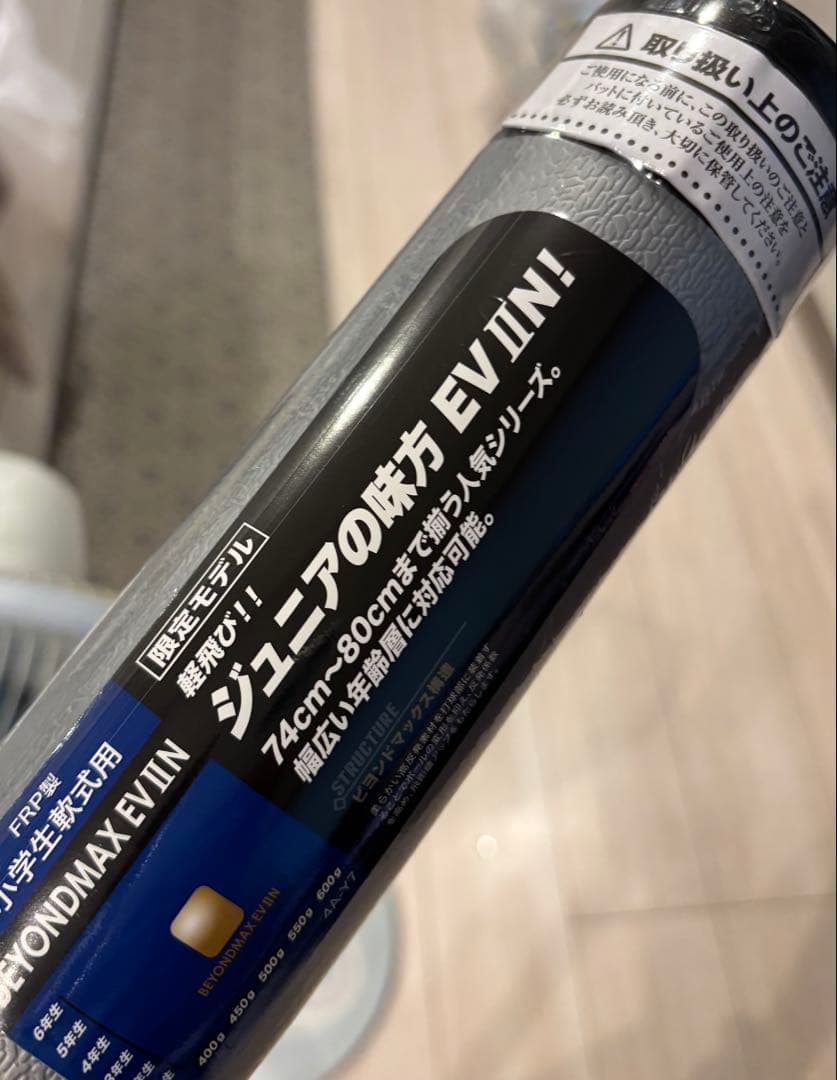 ⚠ 取り扱い上のご注意
ご使用になる前に、この取り扱いのご注意と
バットに付いているご使用上の注意を
必ずお読み頂き、大切に保管してください。
限定モデル
軽飛び!!
ジュニアの味方 EVⅡN!
74cm〜80cmまで揃う人気シリーズ。
幅広い年齢層に対応可能。
◇STRUCTURE
ビヨンドマックス構造
FRP製
小学生軟式用
BEYONDMAX EVⅡN
BEYONDMAX EVⅡN
6年生
5年生
4年生
3年生
400g 450g 500g 550g 600g